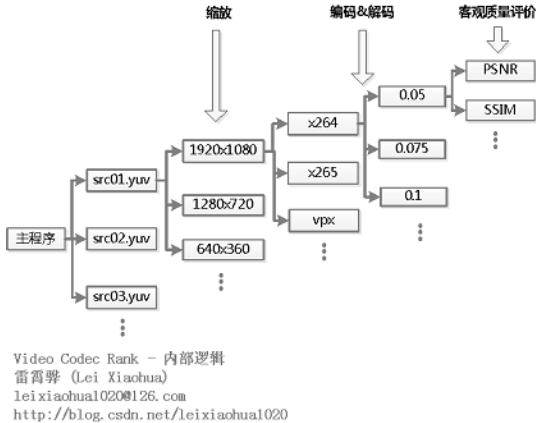 缩放
编码&解码
客观质量评价
PSNR
0.05
SSIM
x264
1920x1080
0.075
src01.yuv
x265
0.1
1280x720
vpx
主程序
src02.yuv
640x360
src03.yuv
Video Codec Rank - 内部逻辑
雷霄骅 (Lei Xiaohua)
leixiaohua1020@126.com
http://blog.csdn.net/leixiaohua1020